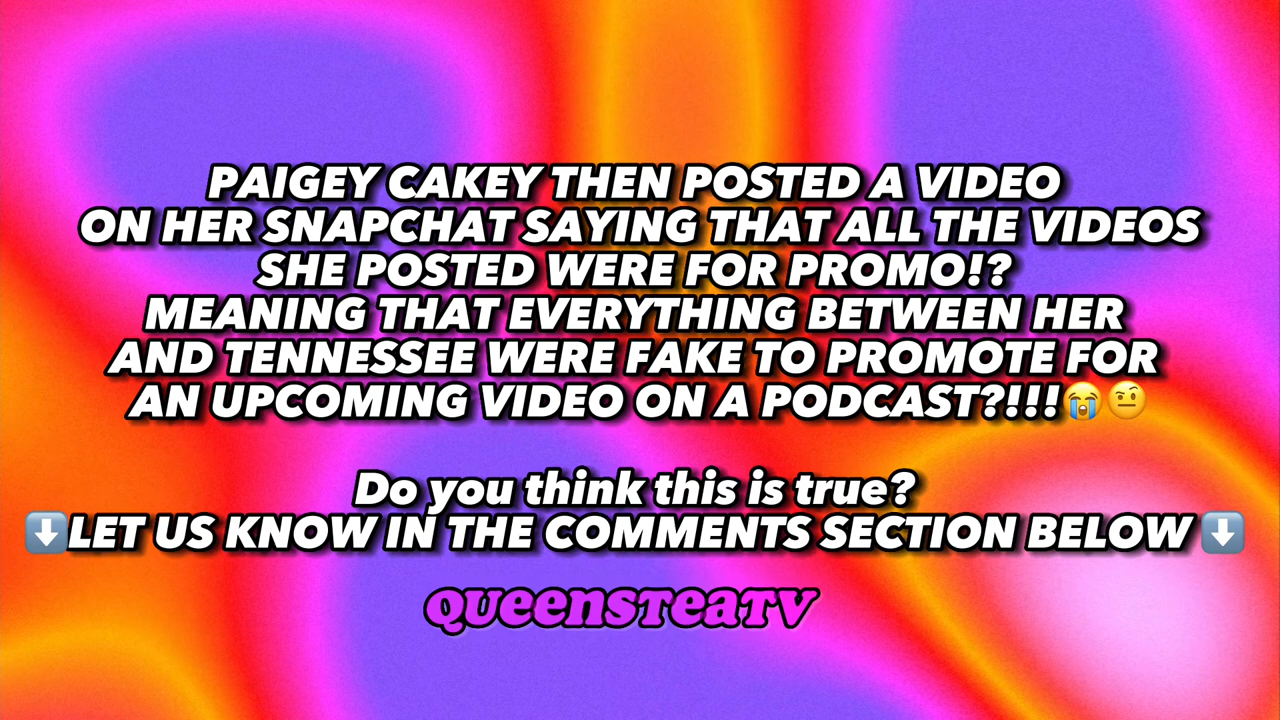 PAIGEY CAKEY THEN POSTED A VIDEO
ON HER SNAPCHAT SAYING THAT ALL THE VIDEOS
SHE POSTED WERE FOR PROMO!?
MEANING THAT EVERYTHING BETWEEN HER
AND TENNESSEE WERE FAKE TO PROMOTE FOR
AN UPCOMING VIDEO ON A PODCAST?!!!😭🤨
Do you think this is true?
⬇️LET US KNOW IN THE COMMENTS SECTION BELOW ⬇️
QUEENSTEATV